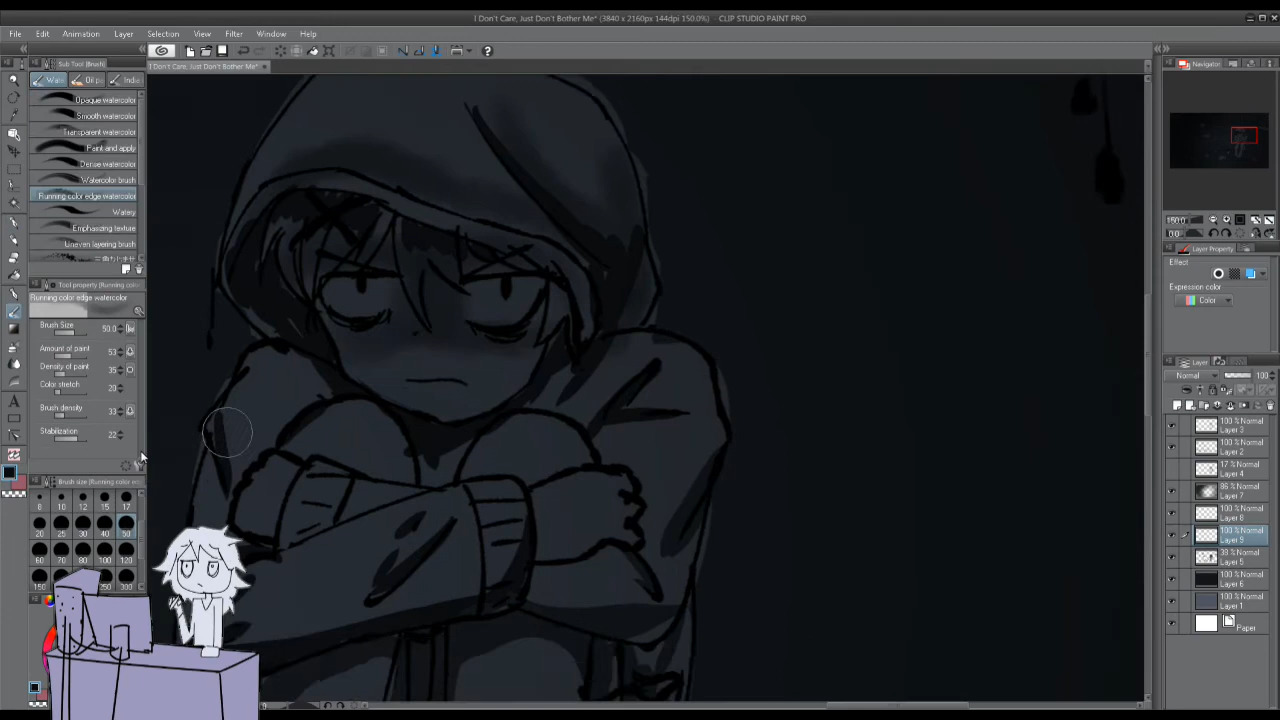 I Don't Care, Just Don't Bother Me* (3840 x 2160px 144dpi 150.0%) - CLIP STUDIO PAINT PRO
File Edit Animation Layer Selection View Filter Window Help
Sub Tool (Brush)
I Don't Care, Just Don't Bother Me*
Navigator
Wate
Oil pa
India
Opaque watercolor
Smooth watercolor
Transparent watercolor
Paint and apply
Dense watercolor
Watercolor brush
Running color edge watercolor
Watery
Emphasizing texture
Uneven layering brush
Tool property (Running color
Running color edge watercolor
Brush Size 50.0
Amount of paint 53
Density of paint 35
Color stretch 20
Brush density 33
Stabilization 22
Brush size (Running color ed
8 10 12 15 17
20 25 30 40 50
60 70 80 100 120
150 300
150.0
0.0
Layer Property
Effect
Expression color
Color
Layer
Normal 100
100 % Normal
Layer 3
100 % Normal
Layer 2
17 % Normal
Layer 4
86 % Normal
Layer 7
100 % Normal
Layer 8
100 % Normal
Layer 9
39 % Normal
Layer 5
100 % Normal
Layer 6
100 % Normal
Layer 1
Paper